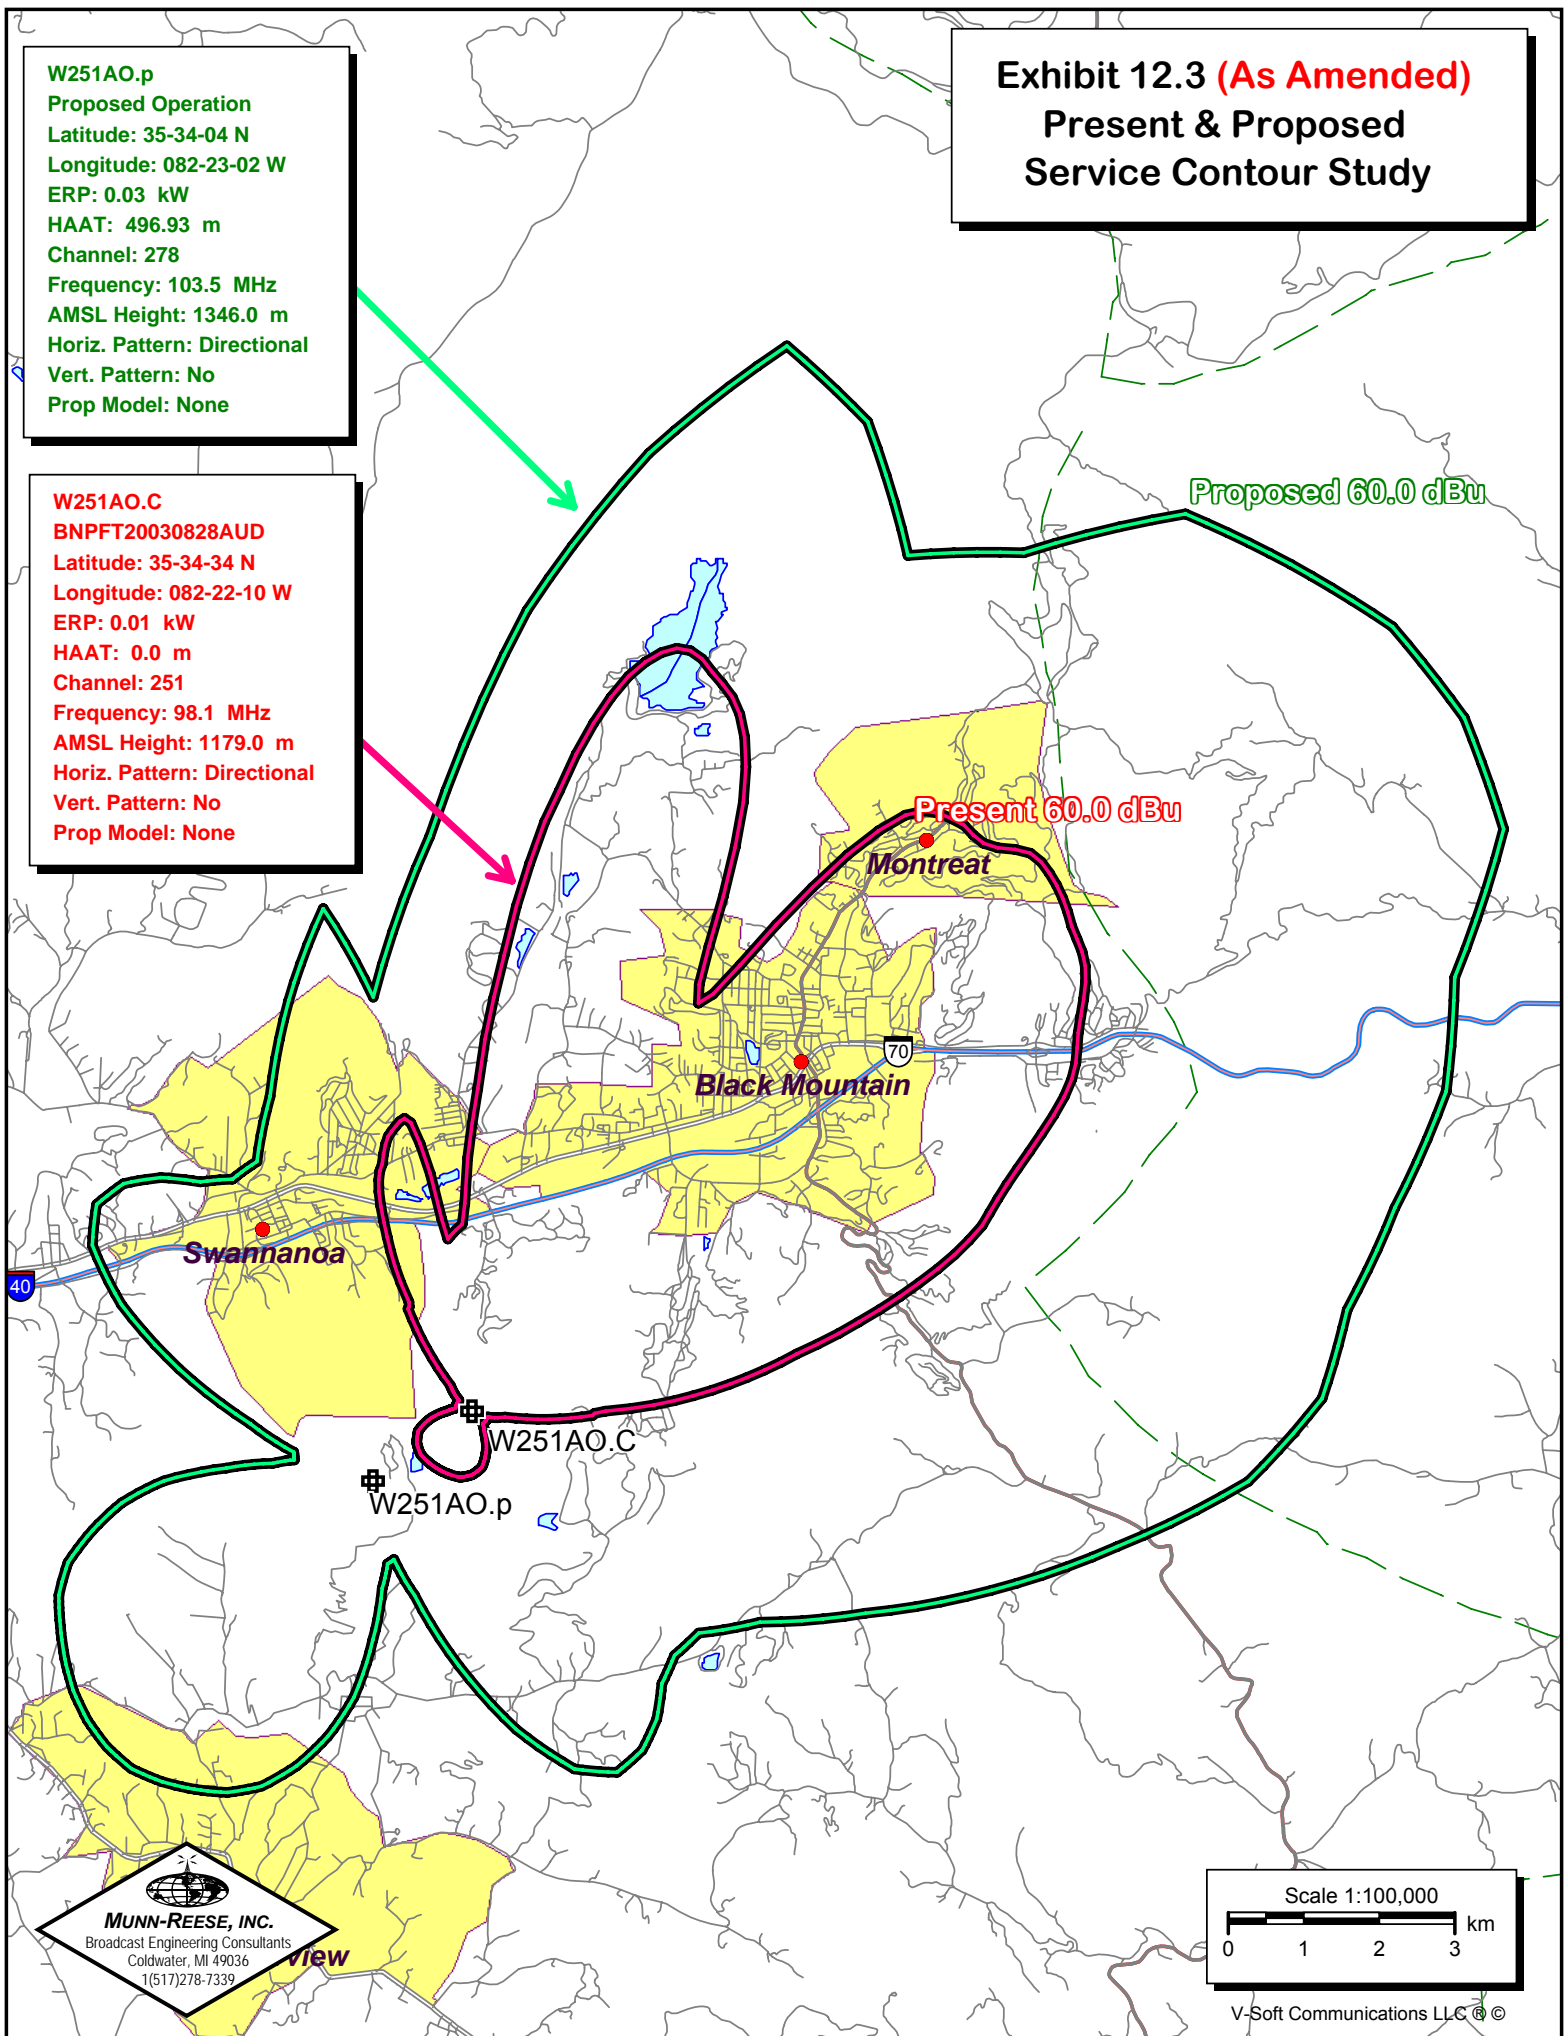 Exhibit 12.3 (As Amended)
Present & Proposed
Service Contour Study
W251AO.p
Proposed Operation
Latitude: 35-34-04 N
Longitude: 082-23-02 W
ERP: 0.03 kW
HAAT: 496.93 m
Channel: 278
Frequency: 103.5 MHz
AMSL Height: 1346.0 m
Horiz. Pattern: Directional
Vert. Pattern: No
Prop Model: None
W251AO.C
BNPFT20030828AUD
Latitude: 35-34-34 N
Longitude: 082-22-10 W
ERP: 0.01 kW
HAAT: 0.0 m
Channel: 251
Frequency: 98.1 MHz
AMSL Height: 1179.0 m
Horiz. Pattern: Directional
Vert. Pattern: No
Prop Model: None
Proposed 60.0 dBu
Present 60.0 dBu
Montreat
70
Black Mountain
Swannanoa
40
W251AO.C
W251AO.p
view
MUNN-REESE, INC.
Broadcast Engineering Consultants
Coldwater, MI 49036
1(517)278-7339
Scale 1:100,000
km
0 1 2 3
V-Soft Communications LLC ® ©